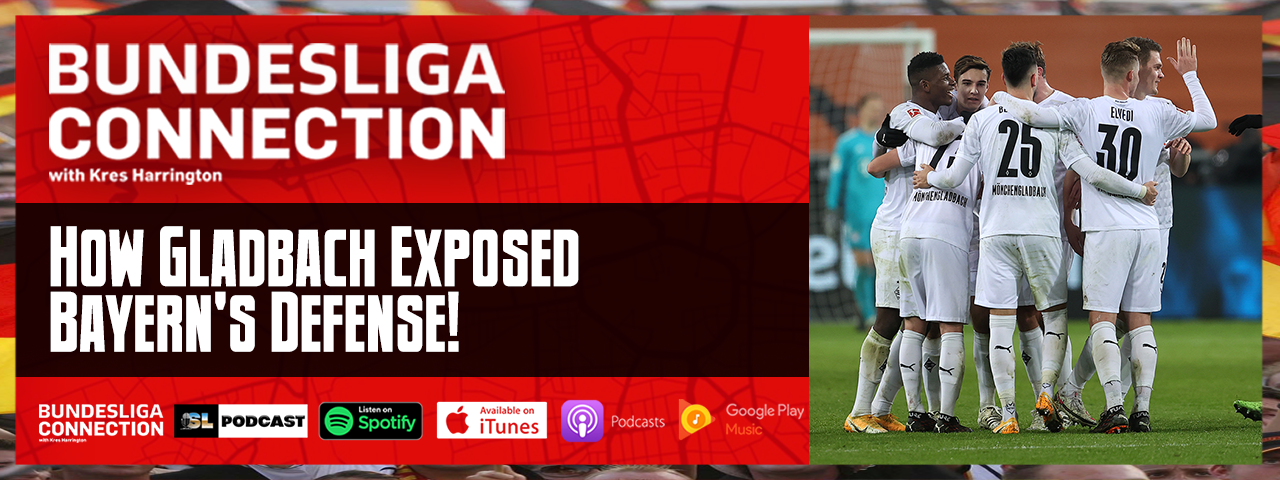 BUNDESLIGA
CONNECTION
with Kres Harrington
HOW GLADBACH EXPOSED
BAYERN'S DEFENSE!
BUNDESLIGA
CONNECTION
with Kres Harrington
SL PODCAST
Listen on
Spotify
Available on
iTunes
Podcasts
Google Play
Music
25
MÖNCHENGLADBACH
ELVEDI
30
MÖNCHENGLADBACH